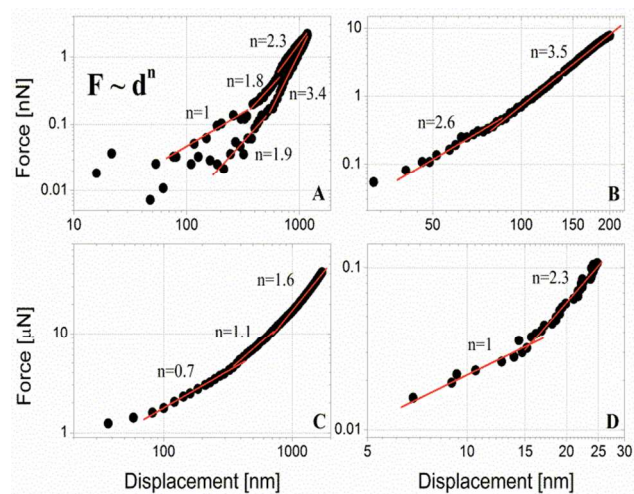 Force [nN]
1
0.1
0.01
10
100
1000
F ~ dⁿ
n=2.3
n=1.8
n=1
n=3.4
n=1.9
A
10
1
0.1
50
100
150
200
n=3.5
n=2.6
B
Force [µN]
10
1
100
1000
n=1.6
n=1.1
n=0.7
C
Displacement [nm]
0.1
0.01
5
10
15
20
25
30
n=2.3
n=1
D
Displacement [nm]